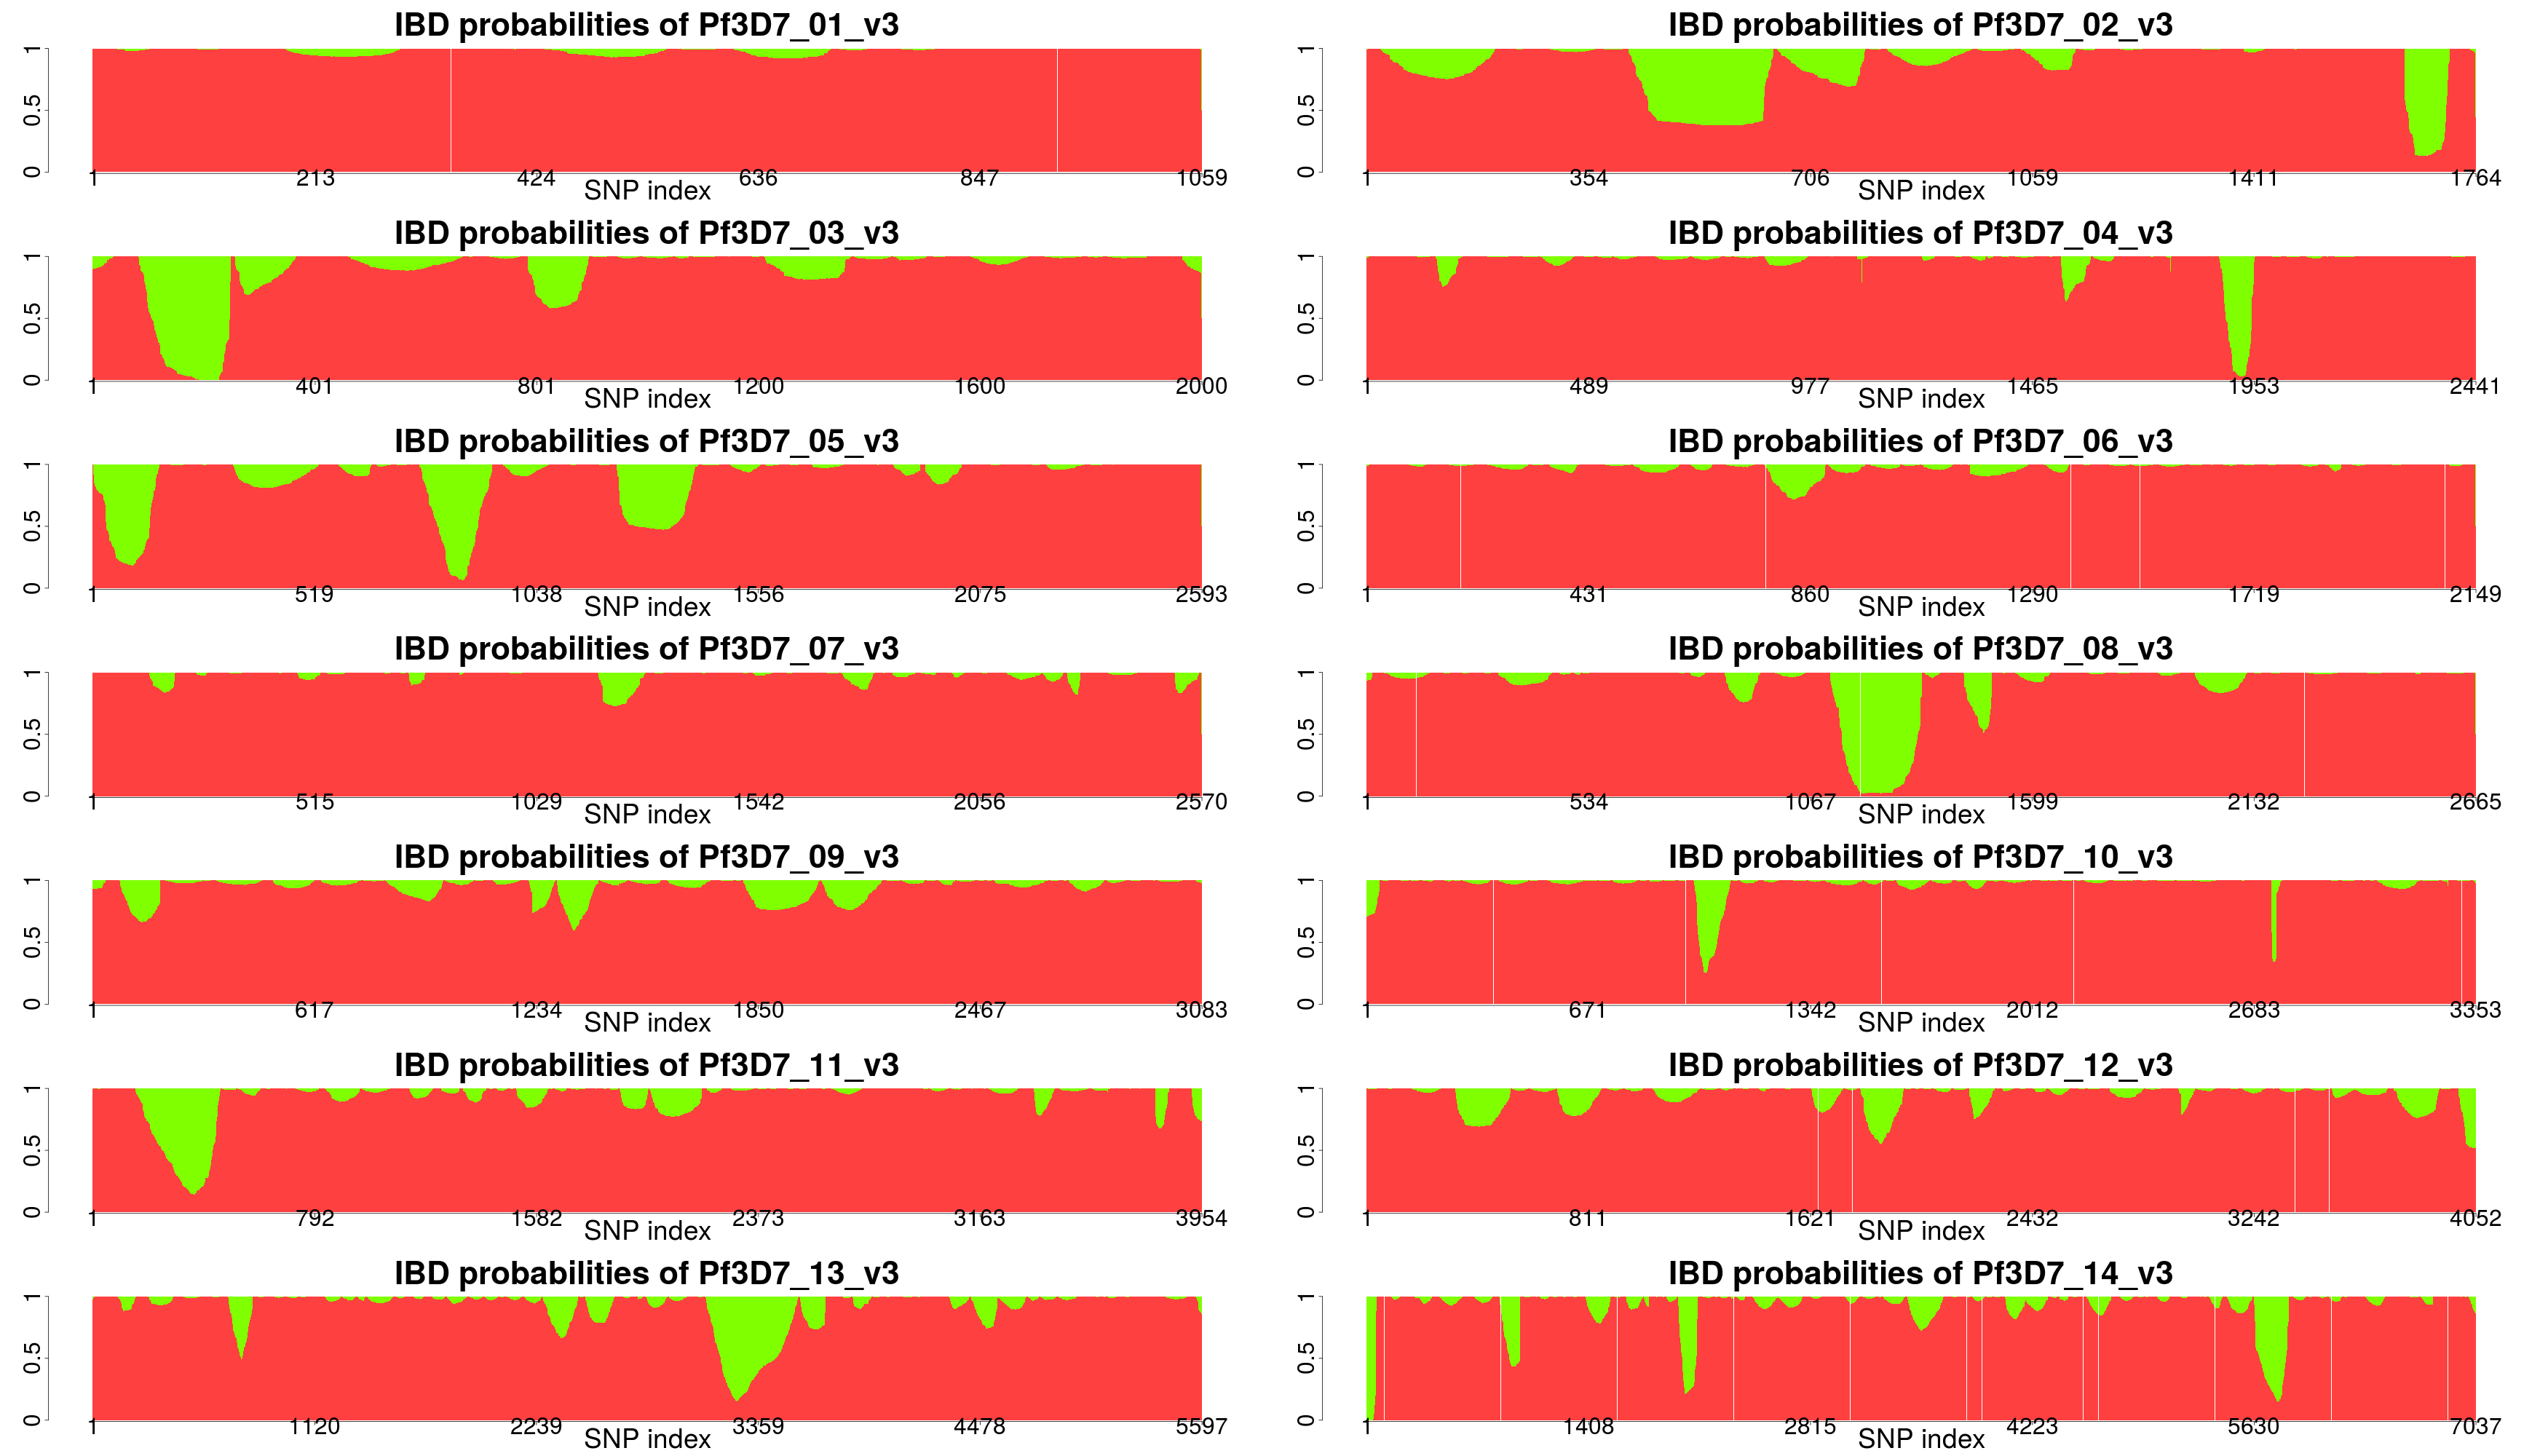 IBD probabilities of Pf3D7_01_v3
0 0.5 1
1 213 424 636 847 1059
SNP index
IBD probabilities of Pf3D7_02_v3
0 0.5 1
1 354 706 1059 1411 1764
SNP index
IBD probabilities of Pf3D7_03_v3
0 0.5 1
1 401 801 1200 1600 2000
SNP index
IBD probabilities of Pf3D7_04_v3
0 0.5 1
1 489 977 1465 1953 2441
SNP index
IBD probabilities of Pf3D7_05_v3
0 0.5 1
1 519 1038 1556 2075 2593
SNP index
IBD probabilities of Pf3D7_06_v3
0 0.5 1
1 431 860 1290 1719 2149
SNP index
IBD probabilities of Pf3D7_07_v3
0 0.5 1
1 515 1029 1542 2056 2570
SNP index
IBD probabilities of Pf3D7_08_v3
0 0.5 1
1 534 1067 1599 2132 2665
SNP index
IBD probabilities of Pf3D7_09_v3
0 0.5 1
1 617 1234 1850 2467 3083
SNP index
IBD probabilities of Pf3D7_10_v3
0 0.5 1
1 671 1342 2012 2683 3353
SNP index
IBD probabilities of Pf3D7_11_v3
0 0.5 1
1 792 1582 2373 3163 3954
SNP index
IBD probabilities of Pf3D7_12_v3
0 0.5 1
1 811 1621 2432 3242 4052
SNP index
IBD probabilities of Pf3D7_13_v3
0 0.5 1
1 1120 2239 3359 4478 5597
SNP index
IBD probabilities of Pf3D7_14_v3
0 0.5 1
1 1408 2815 4223 5630 7037
SNP index